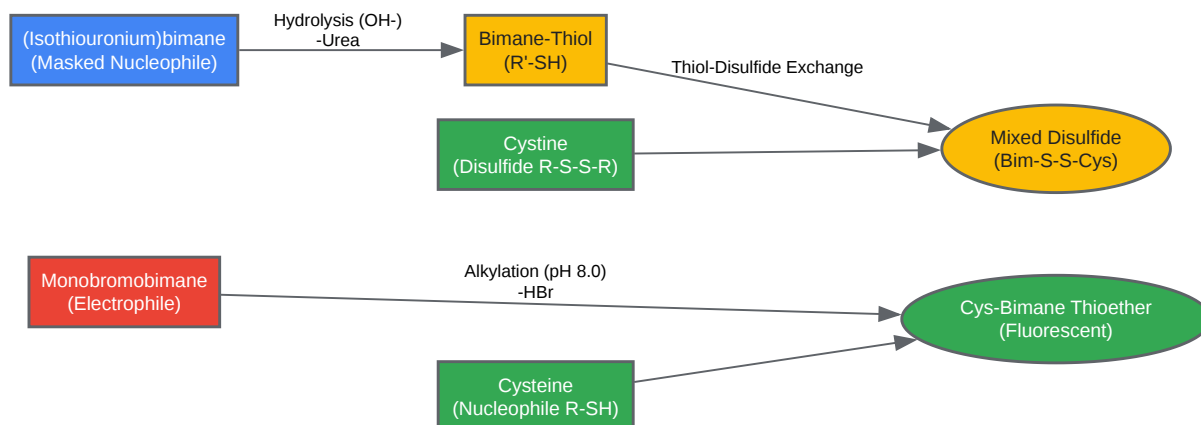 (Isothiouronium)bimane
(Masked Nucleophile)
Hydrolysis (OH-)
-Urea
Bimane-Thiol
(R'-SH)
Thiol-Disulfide Exchange
Cystine
(Disulfide R-S-S-R)
Mixed Disulfide
(Bim-S-S-Cys)
Monobromobimane
(Electrophile)
Alkylation (pH 8.0)
-HBr
Cys-Bimane Thioether
(Fluorescent)
Cysteine
(Nucleophile R-SH)